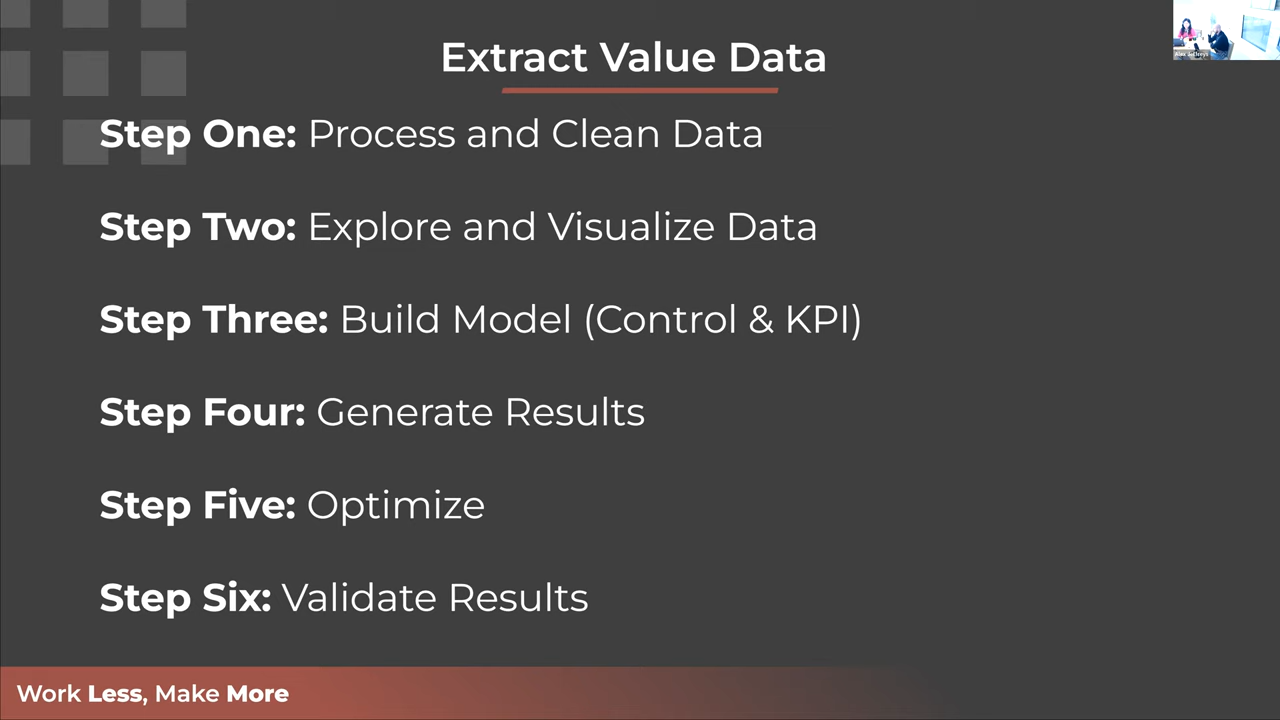 Extract Value Data
Step One: Process and Clean Data
Step Two: Explore and Visualize Data
Step Three: Build Model (Control & KPI)
Step Four: Generate Results
Step Five: Optimize
Step Six: Validate Results
Work Less, Make More